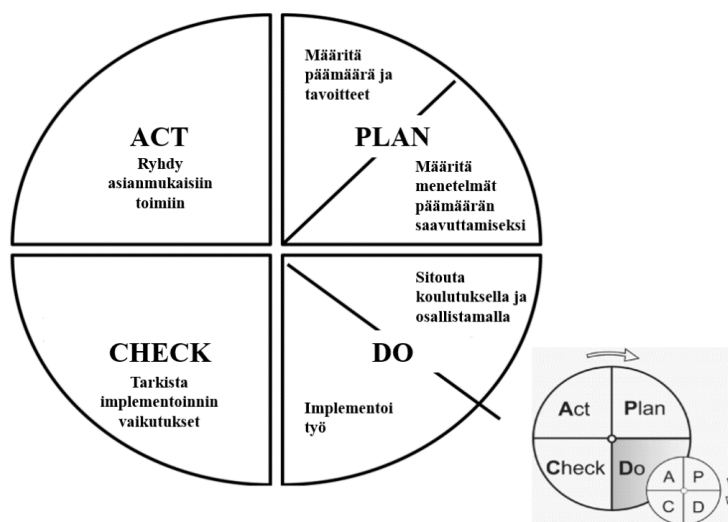 Määritä
päämäärä ja
tavoitteet
PLAN
Määritä
menetelmät
päämäärän
saavuttamiseksi
Sitouta
koulutuksella ja
osallistamalla
DO
Implementoi
työ
CHECK
Tarkista
implementoinnin
vaikutukset
ACT
Ryhdy
asianmukaisiin
toimiin
Act
Plan
Check
Do
A
P
C
D